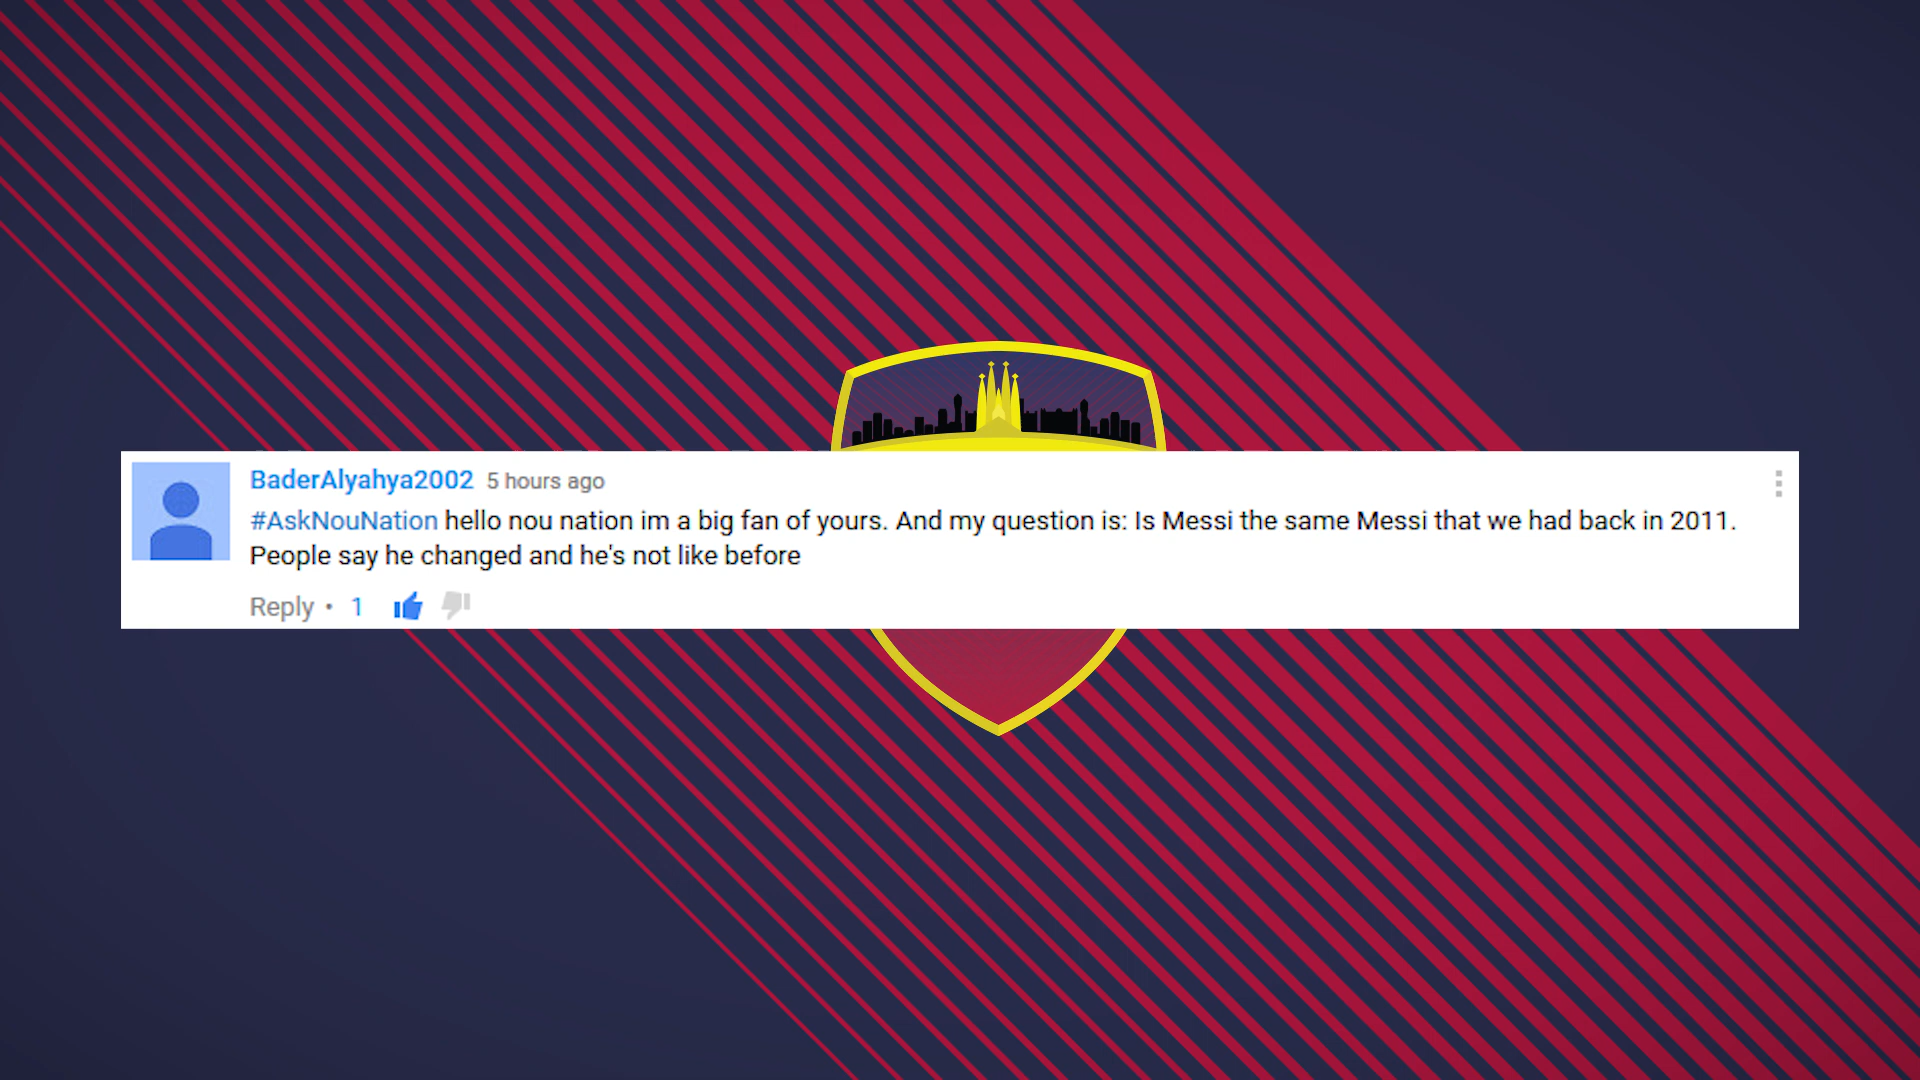 BaderAlyahya2002 5 hours ago
#AskNouNation hello nou nation im a big fan of yours. And my question is: Is Messi the same Messi that we had back in 2011.
People say he changed and he's not like before
Reply • 1